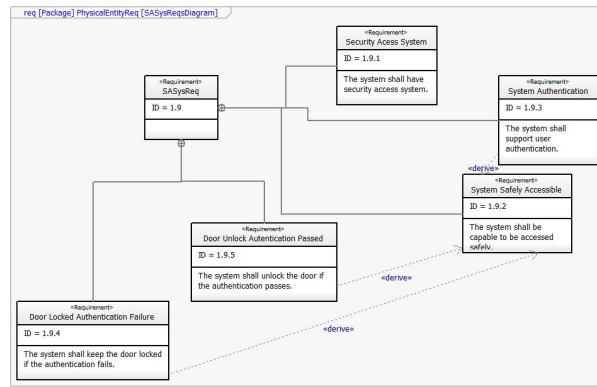 req [Package] PhysicalEntityReq [SASysReqsDiagram]
«Requirement»
Security Acess System
ID = 1.9.1
The system shall have
security access system.
«Requirement»
SASysReq
ID = 1.9
«Requirement»
System Authentication
ID = 1.9.3
The system shall
support user
authentication.
«derive»
«Requirement»
System Safely Accessible
ID = 1.9.2
The system shall be
capable to be accessed
safely.
«Requirement»
Door Unlock Autentication Passed
ID = 1.9.5
The system shall unlock the door if
the authentication passes.
«derive»
«Requirement»
Door Locked Authentication Failure
ID = 1.9.4
The system shall keep the door locked
if the authentication fails.
«derive»